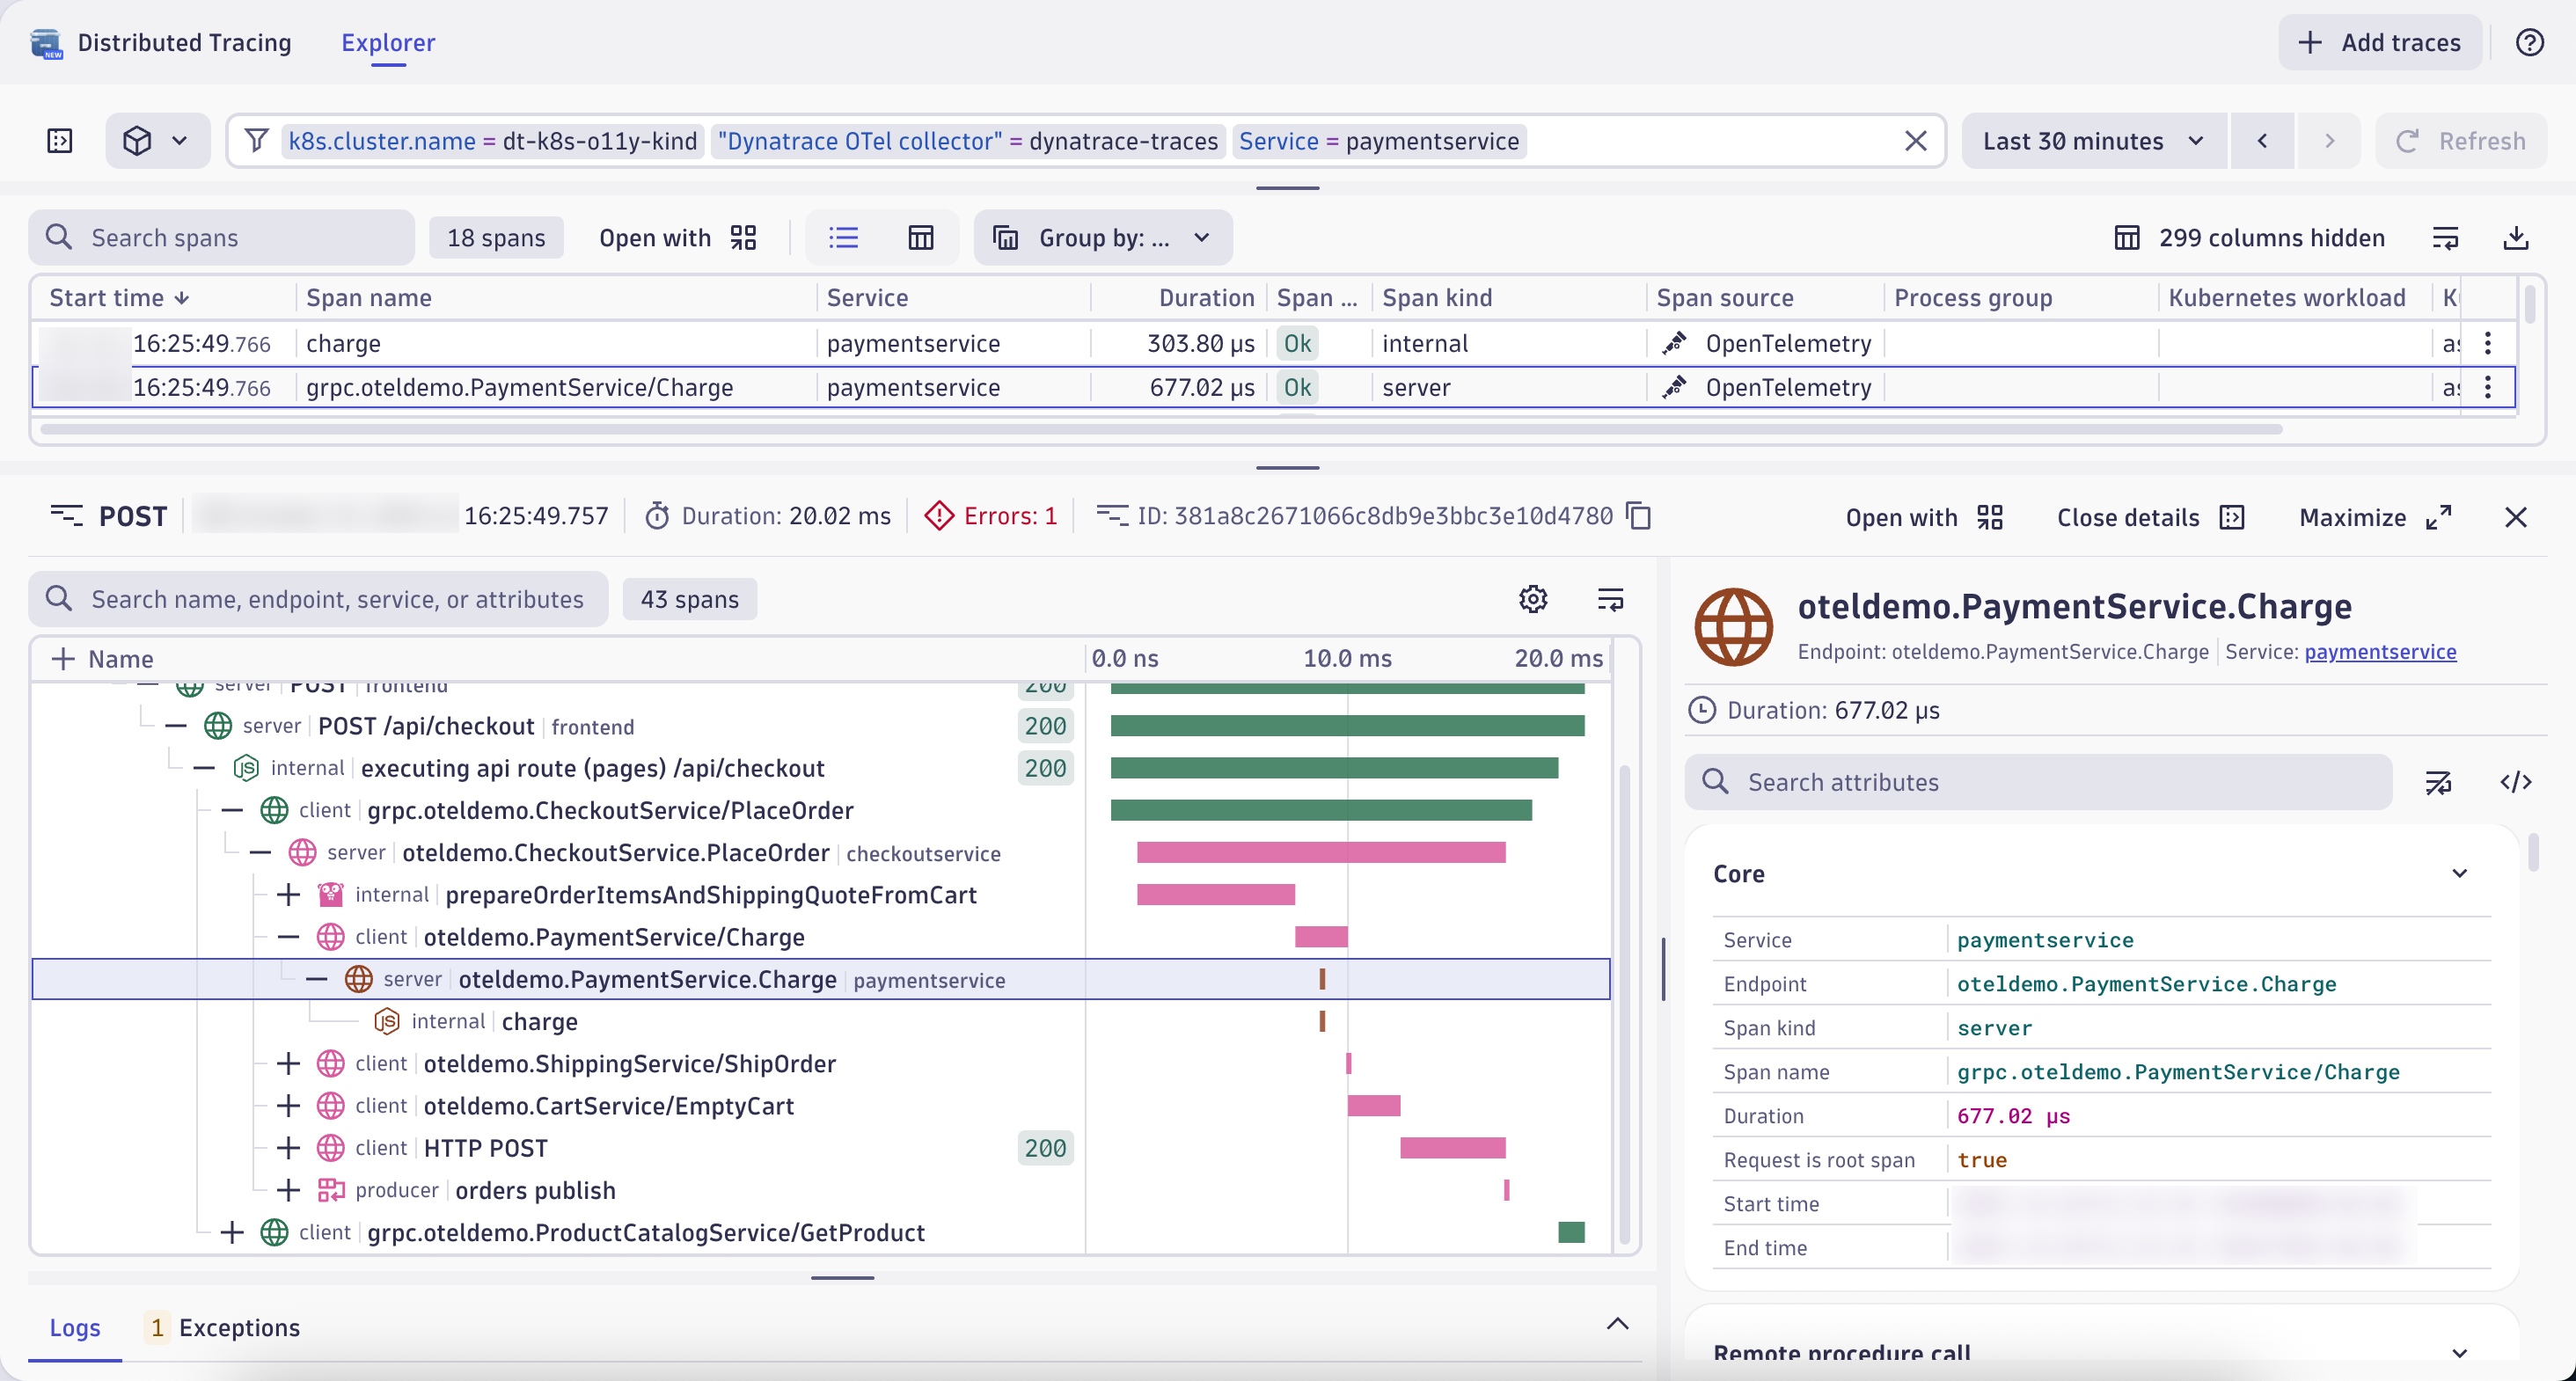 Distributed Tracing Explorer Add traces
NEW
k8s.cluster.name = dt-k8s-o11y-kind "Dynatrace OTel collector" = dynatrace-traces Service = paymentservice Last 30 minutes Refresh
Search spans 18 spans Open with Group by: ... 299 columns hidden
Start time Span name Service Duration Span ... Span kind Span source Process group Kubernetes workload
16:25:49.766 charge paymentservice 303.80 µs Ok internal OpenTelemetry
16:25:49.766 grpc.oteldemo.PaymentService/Charge paymentservice 677.02 µs Ok server OpenTelemetry
POST 16:25:49.757 Duration: 20.02 ms Errors: 1 ID: 381a8c2671066c8db9e3bbc3e10d4780 Open with Close details Maximize
Search name, endpoint, service, or attributes 43 spans
Name 0.0 ns 10.0 ms 20.0 ms
server POST frontend 200
server POST /api/checkout frontend 200
internal executing api route (pages) /api/checkout 200
client grpc.oteldemo.CheckoutService/PlaceOrder
server oteldemo.CheckoutService.PlaceOrder checkoutservice
internal prepareOrderItemsAndShippingQuoteFromCart
client oteldemo.PaymentService/Charge
server oteldemo.PaymentService.Charge paymentservice
internal charge
client oteldemo.ShippingService/ShipOrder
client oteldemo.CartService/EmptyCart
client HTTP POST 200
producer orders publish
client grpc.oteldemo.ProductCatalogService/GetProduct
Logs 1 Exceptions
oteldemo.PaymentService.Charge
Endpoint: oteldemo.PaymentService.Charge Service: paymentservice
Duration: 677.02 µs
Search attributes
Core
Service paymentservice
Endpoint oteldemo.PaymentService.Charge
Span kind server
Span name grpc.oteldemo.PaymentService/Charge
Duration 677.02 µs
Request is root span true
Start time
End time
Remote procedure call